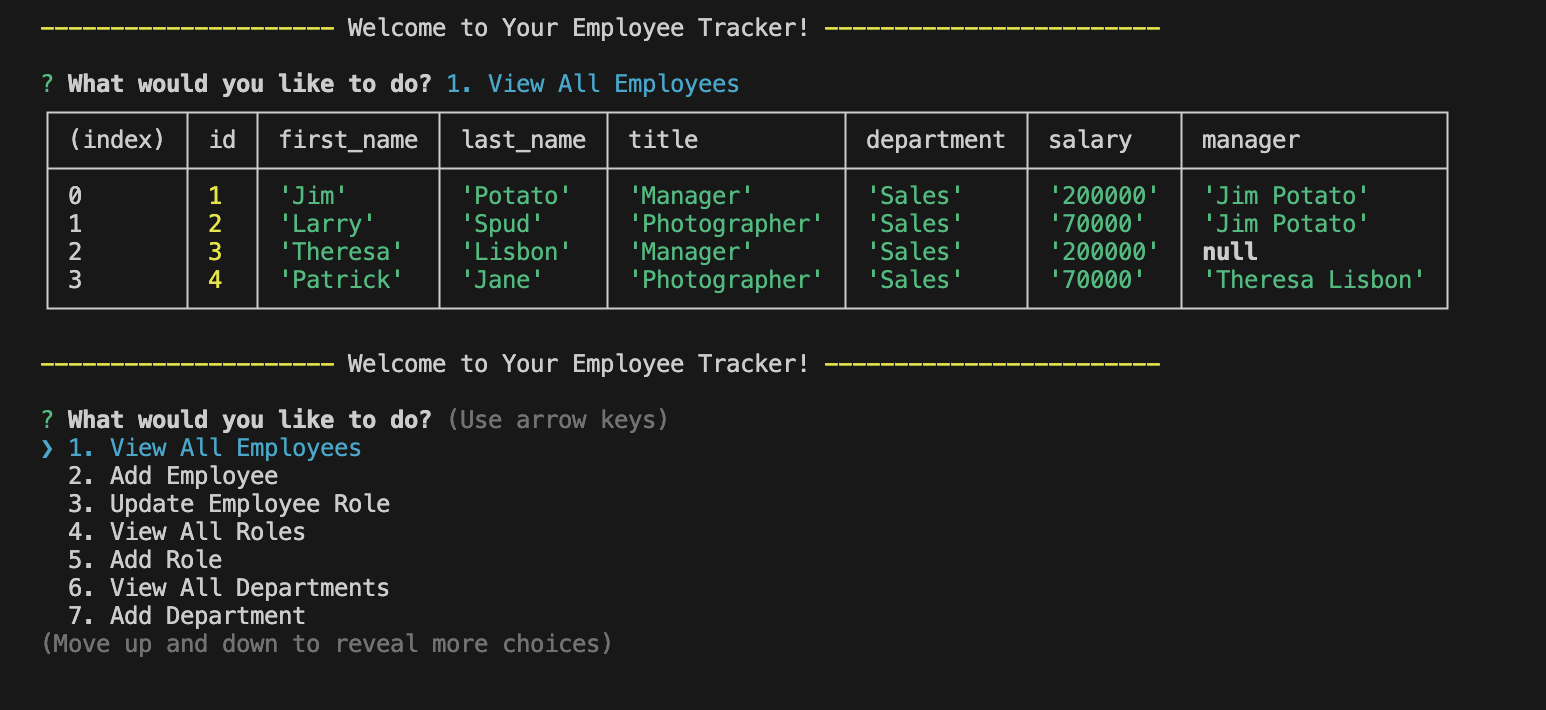 --------------------- Welcome to Your Employee Tracker! ------------------------
? What would you like to do? 1. View All Employees
(index) id first_name last_name title department salary manager
0 1 'Jim' 'Potato' 'Manager' 'Sales' '200000' 'Jim Potato'
1 2 'Larry' 'Spud' 'Photographer' 'Sales' '70000' 'Jim Potato'
2 3 'Theresa' 'Lisbon' 'Manager' 'Sales' '200000' null
3 4 'Patrick' 'Jane' 'Photographer' 'Sales' '70000' 'Theresa Lisbon'
--------------------- Welcome to Your Employee Tracker! ------------------------
? What would you like to do? (Use arrow keys)
❯ 1. View All Employees
2. Add Employee
3. Update Employee Role
4. View All Roles
5. Add Role
6. View All Departments
7. Add Department
(Move up and down to reveal more choices)